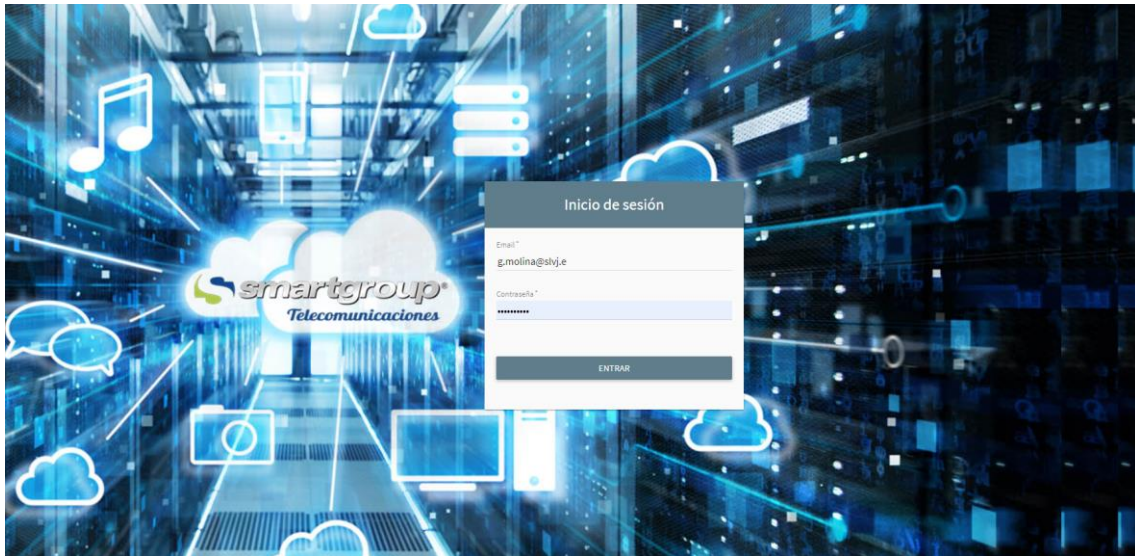 Inicio de sesión
Email *
g.molina@slvj.e
Contraseña *
••••••••••
ENTRAR
smartgroup®
Telecomunicaciones